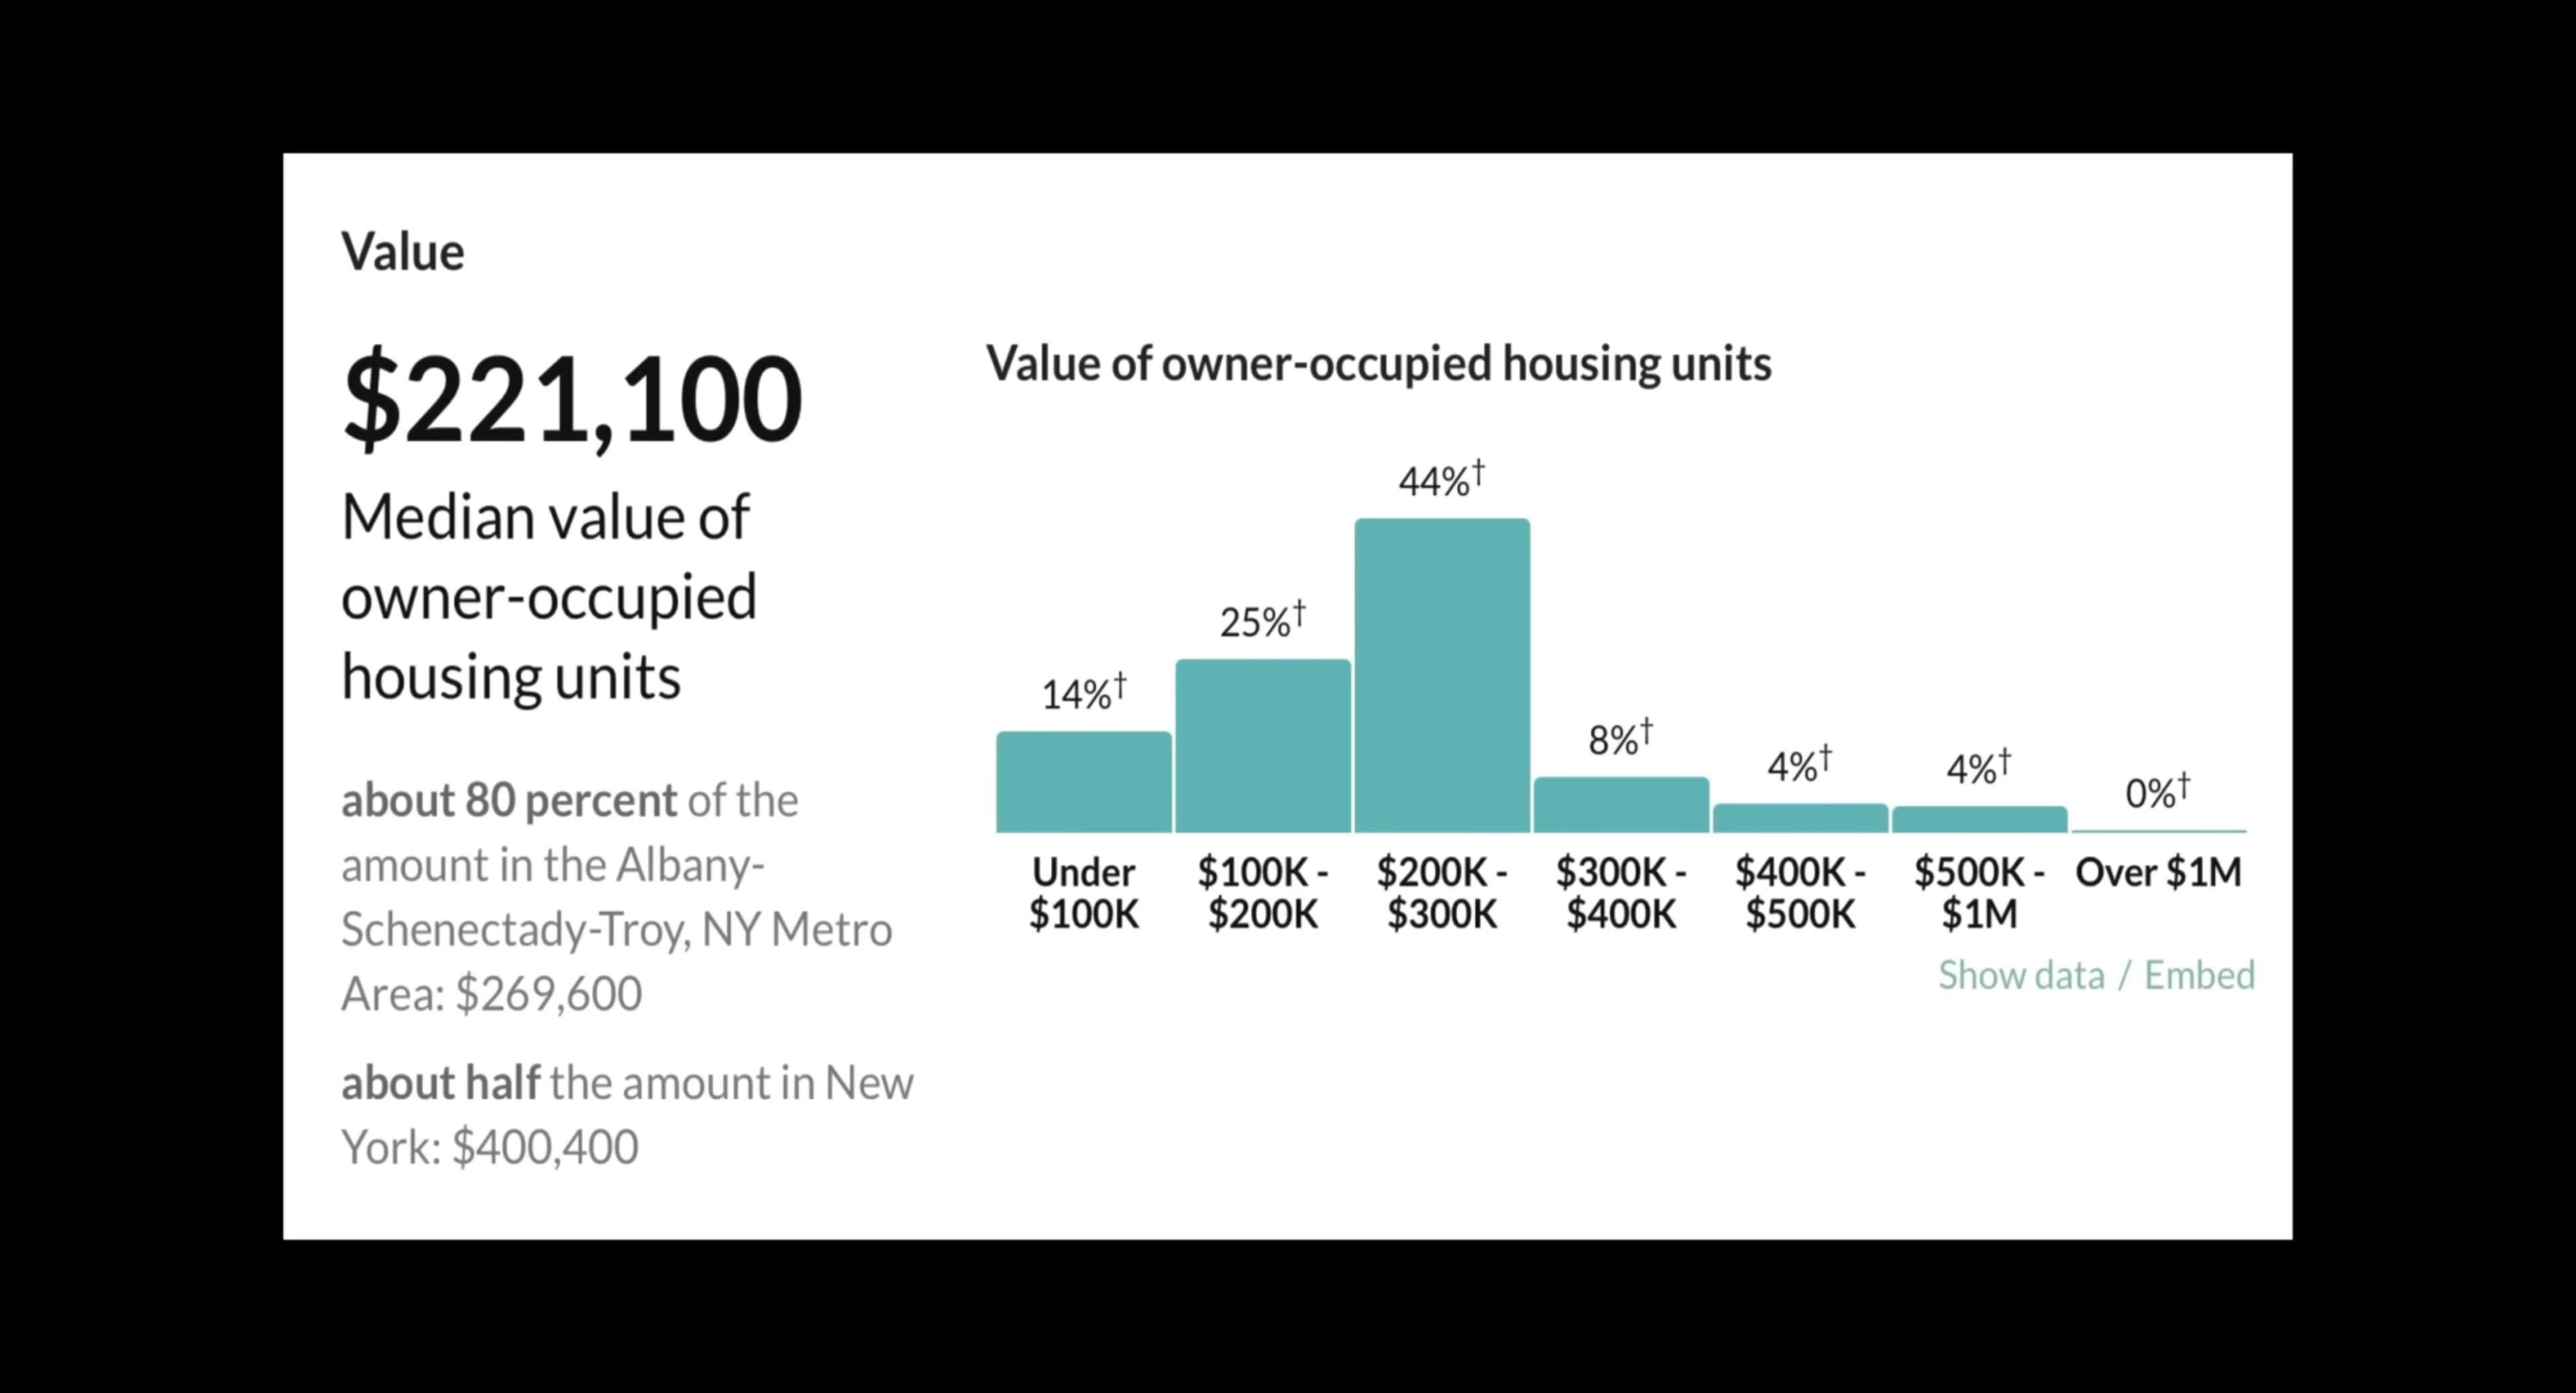 Value
$221,100
Median value of
owner-occupied
housing units
about 80 percent of the
amount in the Albany-
Schenectady-Troy, NY Metro
Area: $269,600
about half the amount in New
York: $400,400
Value of owner-occupied housing units
14%† 25%† 44%† 8%† 4%† 4%† 0%†
Under $100K - $200K - $300K - $400K - $500K - Over $1M
$100K $200K $300K $400K $500K $1M
Show data / Embed